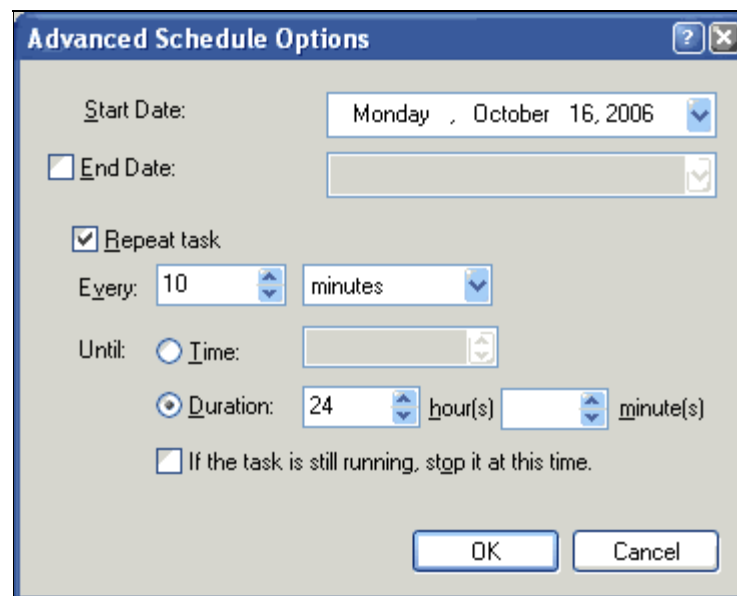 Advanced Schedule Options
Start Date: Monday , October 16, 2006
End Date:
Repeat task
Every: 10 minutes
Until: Time:
Duration: 24 hour(s) minute(s)
If the task is still running, stop it at this time.
OK Cancel